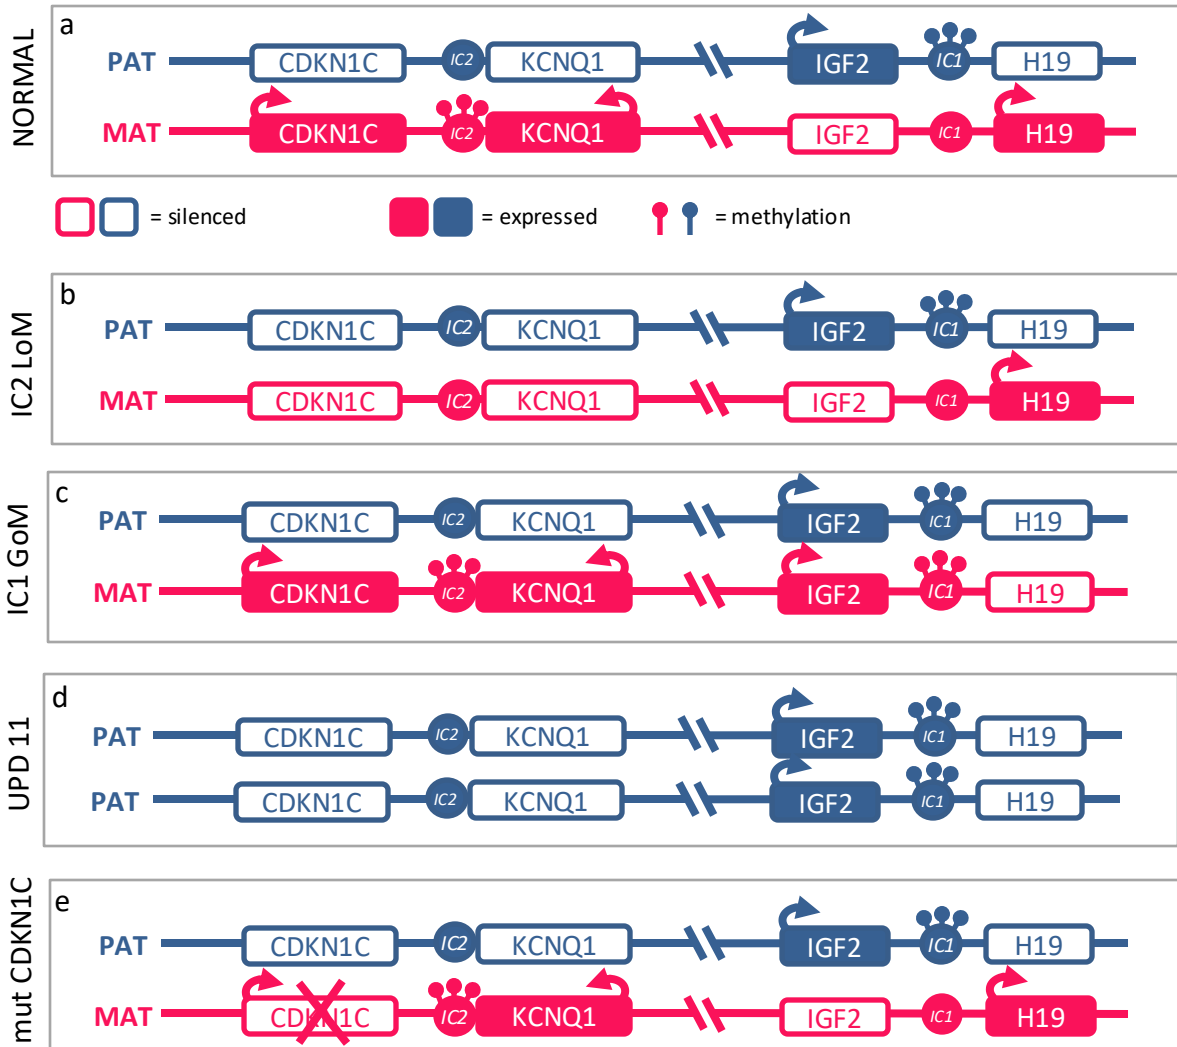 NORMAL
a
PAT CDKN1C IC2 KCNQ1 IGF2 IC1 H19
MAT CDKN1C IC2 KCNQ1 IGF2 IC1 H19
= silenced = expressed = methylation
IC2 LoM
b
PAT CDKN1C IC2 KCNQ1 IGF2 IC1 H19
MAT CDKN1C IC2 KCNQ1 IGF2 IC1 H19
IC1 GoM
c
PAT CDKN1C IC2 KCNQ1 IGF2 IC1 H19
MAT CDKN1C IC2 KCNQ1 IGF2 IC1 H19
UPD 11
d
PAT CDKN1C IC2 KCNQ1 IGF2 IC1 H19
PAT CDKN1C IC2 KCNQ1 IGF2 IC1 H19
mut CDKN1C
e
PAT CDKN1C IC2 KCNQ1 IGF2 IC1 H19
MAT CDKN1C IC2 KCNQ1 IGF2 IC1 H19